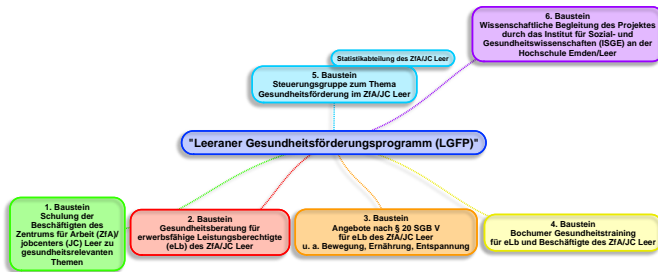 6. Baustein
Wissenschaftliche Begleitung des Projektes
durch das Institut für Sozial- und
Gesundheitswissenschaften (ISGE) an der
Hochschule Emden/Leer
Statistikabteilung des ZfA/JC Leer
5. Baustein
Steuerungsgruppe zum Thema
Gesundheitsförderung im ZfA/JC Leer
"Leeraner Gesundheitsförderungsprogramm (LGFP)"
1. Baustein
Schulung der
Beschäftigten des
Zentrums für Arbeit (ZfA)/
jobcenters (JC) Leer zu
gesundheitsrelevanten
Themen
2. Baustein
Gesundheitsberatung für
erwerbsfähige Leistungsberechtigte
(eLb) des ZfA/JC Leer
3. Baustein
Angebote nach § 20 SGB V
für eLb des ZfA/JC Leer
u. a. Bewegung, Ernährung, Entspannung
4. Baustein
Bochumer Gesundheitstraining
für eLb und Beschäftigte des ZfA/JC Leer